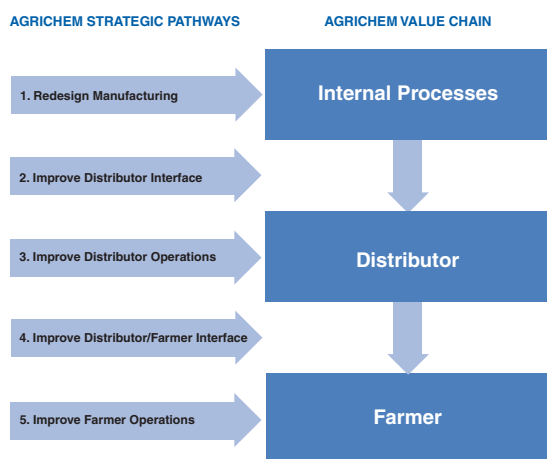 AGRICHEM STRATEGIC PATHWAYS
AGRICHEM VALUE CHAIN
1. Redesign Manufacturing
Internal Processes
2. Improve Distributor Interface
3. Improve Distributor Operations
Distributor
4. Improve Distributor/Farmer Interface
5. Improve Farmer Operations
Farmer